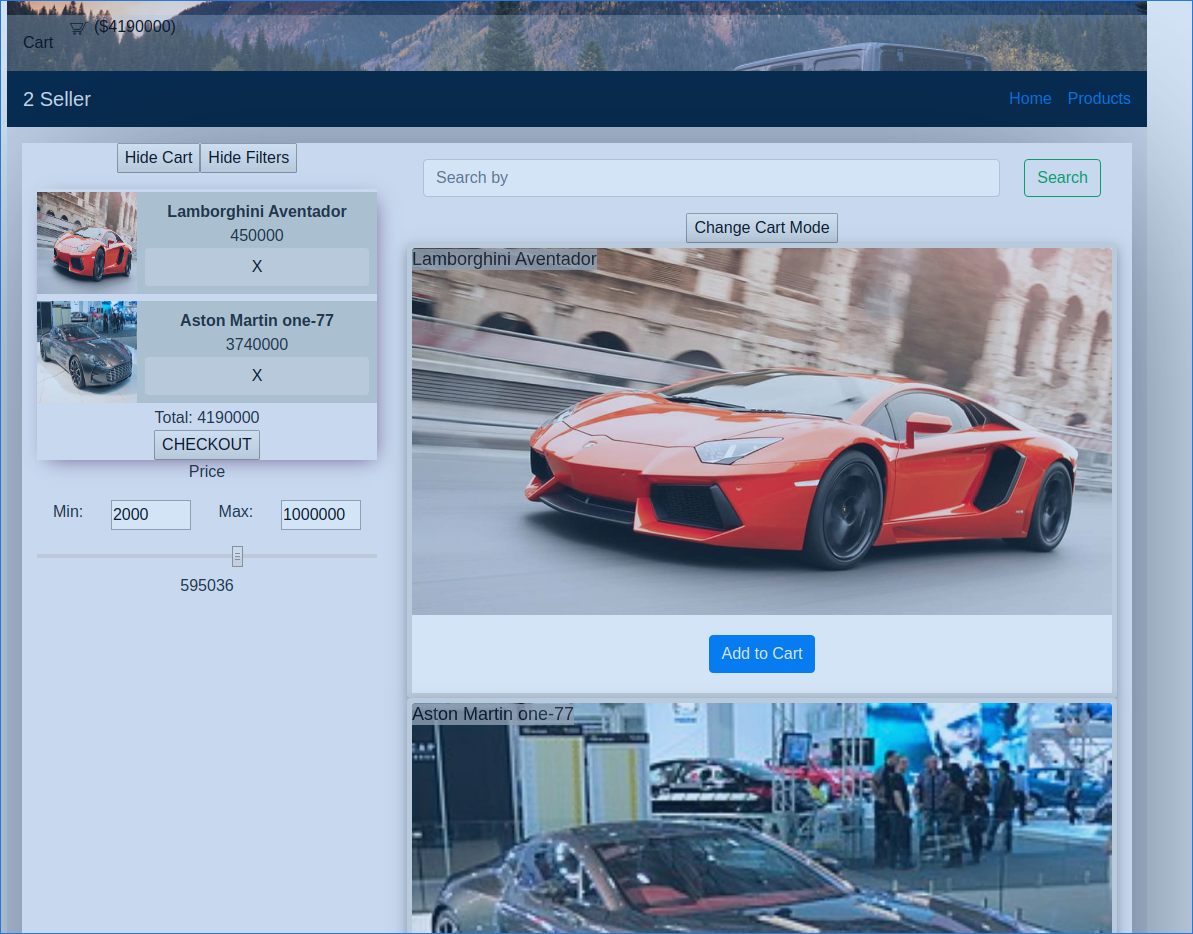 ($4190000)
Cart
2 Seller
Home Products
Hide Cart Hide Filters
Lamborghini Aventador
450000
X
Aston Martin one-77
3740000
X
Total: 4190000
CHECKOUT
Price
Min: 2000 Max: 1000000
595036
Search by Search
Change Cart Mode
Lamborghini Aventador
Add to Cart
Aston Martin one-77